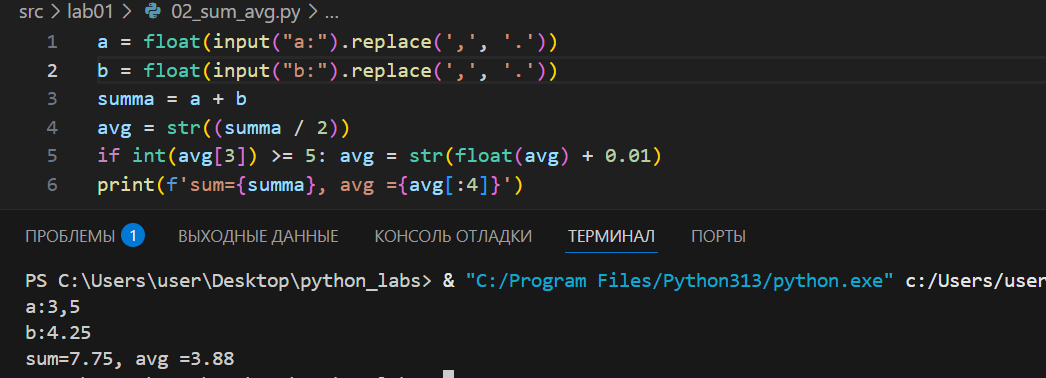 src > lab01 > 02_sum_avg.py > ...
1 a = float(input("a:").replace(',', '.'))
2 b = float(input("b:").replace(',', '.'))
3 summa = a + b
4 avg = str((summa / 2))
5 if int(avg[3]) >= 5: avg = str(float(avg) + 0.01)
6 print(f'sum={summa}, avg ={avg[:4]}')
ПРОБЛЕМЫ 1 ВЫХОДНЫЕ ДАННЫЕ КОНСОЛЬ ОТЛАДКИ ТЕРМИНАЛ ПОРТЫ
PS C:\Users\user\Desktop\python_labs> & "C:/Program Files/Python313/python.exe" c:/Users/user
a:3,5
b:4.25
sum=7.75, avg =3.88